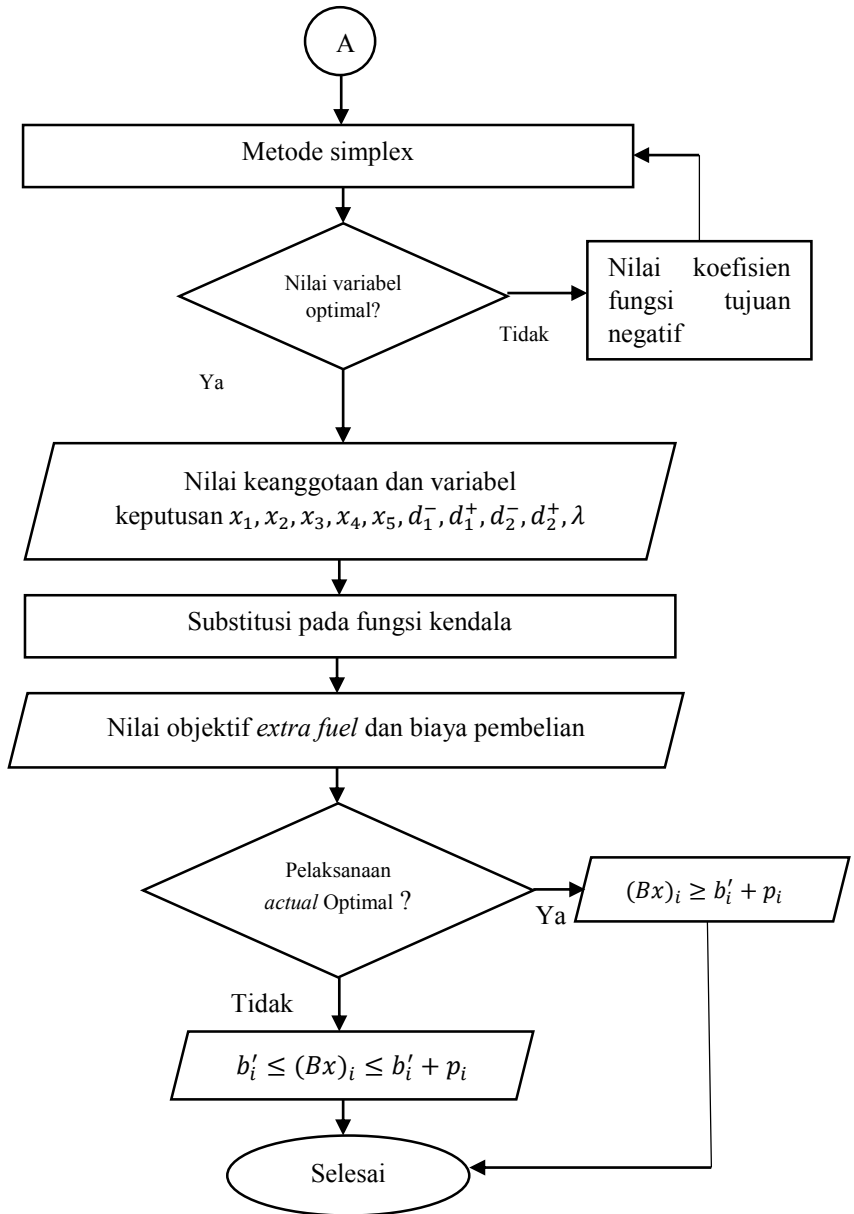 A
Metode simplex
Nilai variabel
optimal?
Tidak
Nilai koefisien
fungsi tujuan
negatif
Ya
Nilai keanggotaan dan variabel
keputusan x₁, x₂, x₃, x₄, x₅, d₁⁻, d₁⁺, d₂⁻, d₂⁺, λ
Substitusi pada fungsi kendala
Nilai objektif extra fuel dan biaya pembelian
Pelaksanaan
actual Optimal ?
Ya
(Bx)ᵢ ≥ b′ᵢ + pᵢ
Tidak
b′ᵢ ≤ (Bx)ᵢ ≤ b′ᵢ + pᵢ
Selesai